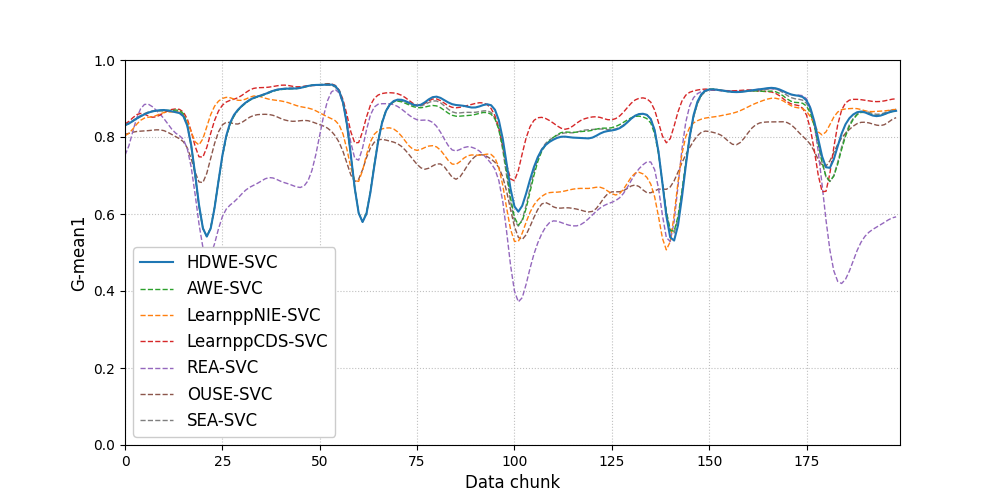 1.0
0.8
0.6
0.4
0.2
0.0
G-mean1
HDWE-SVC
AWE-SVC
LearnppNIE-SVC
LearnppCDS-SVC
REA-SVC
OUSE-SVC
SEA-SVC
0 25 50 75 100 125 150 175
Data chunk